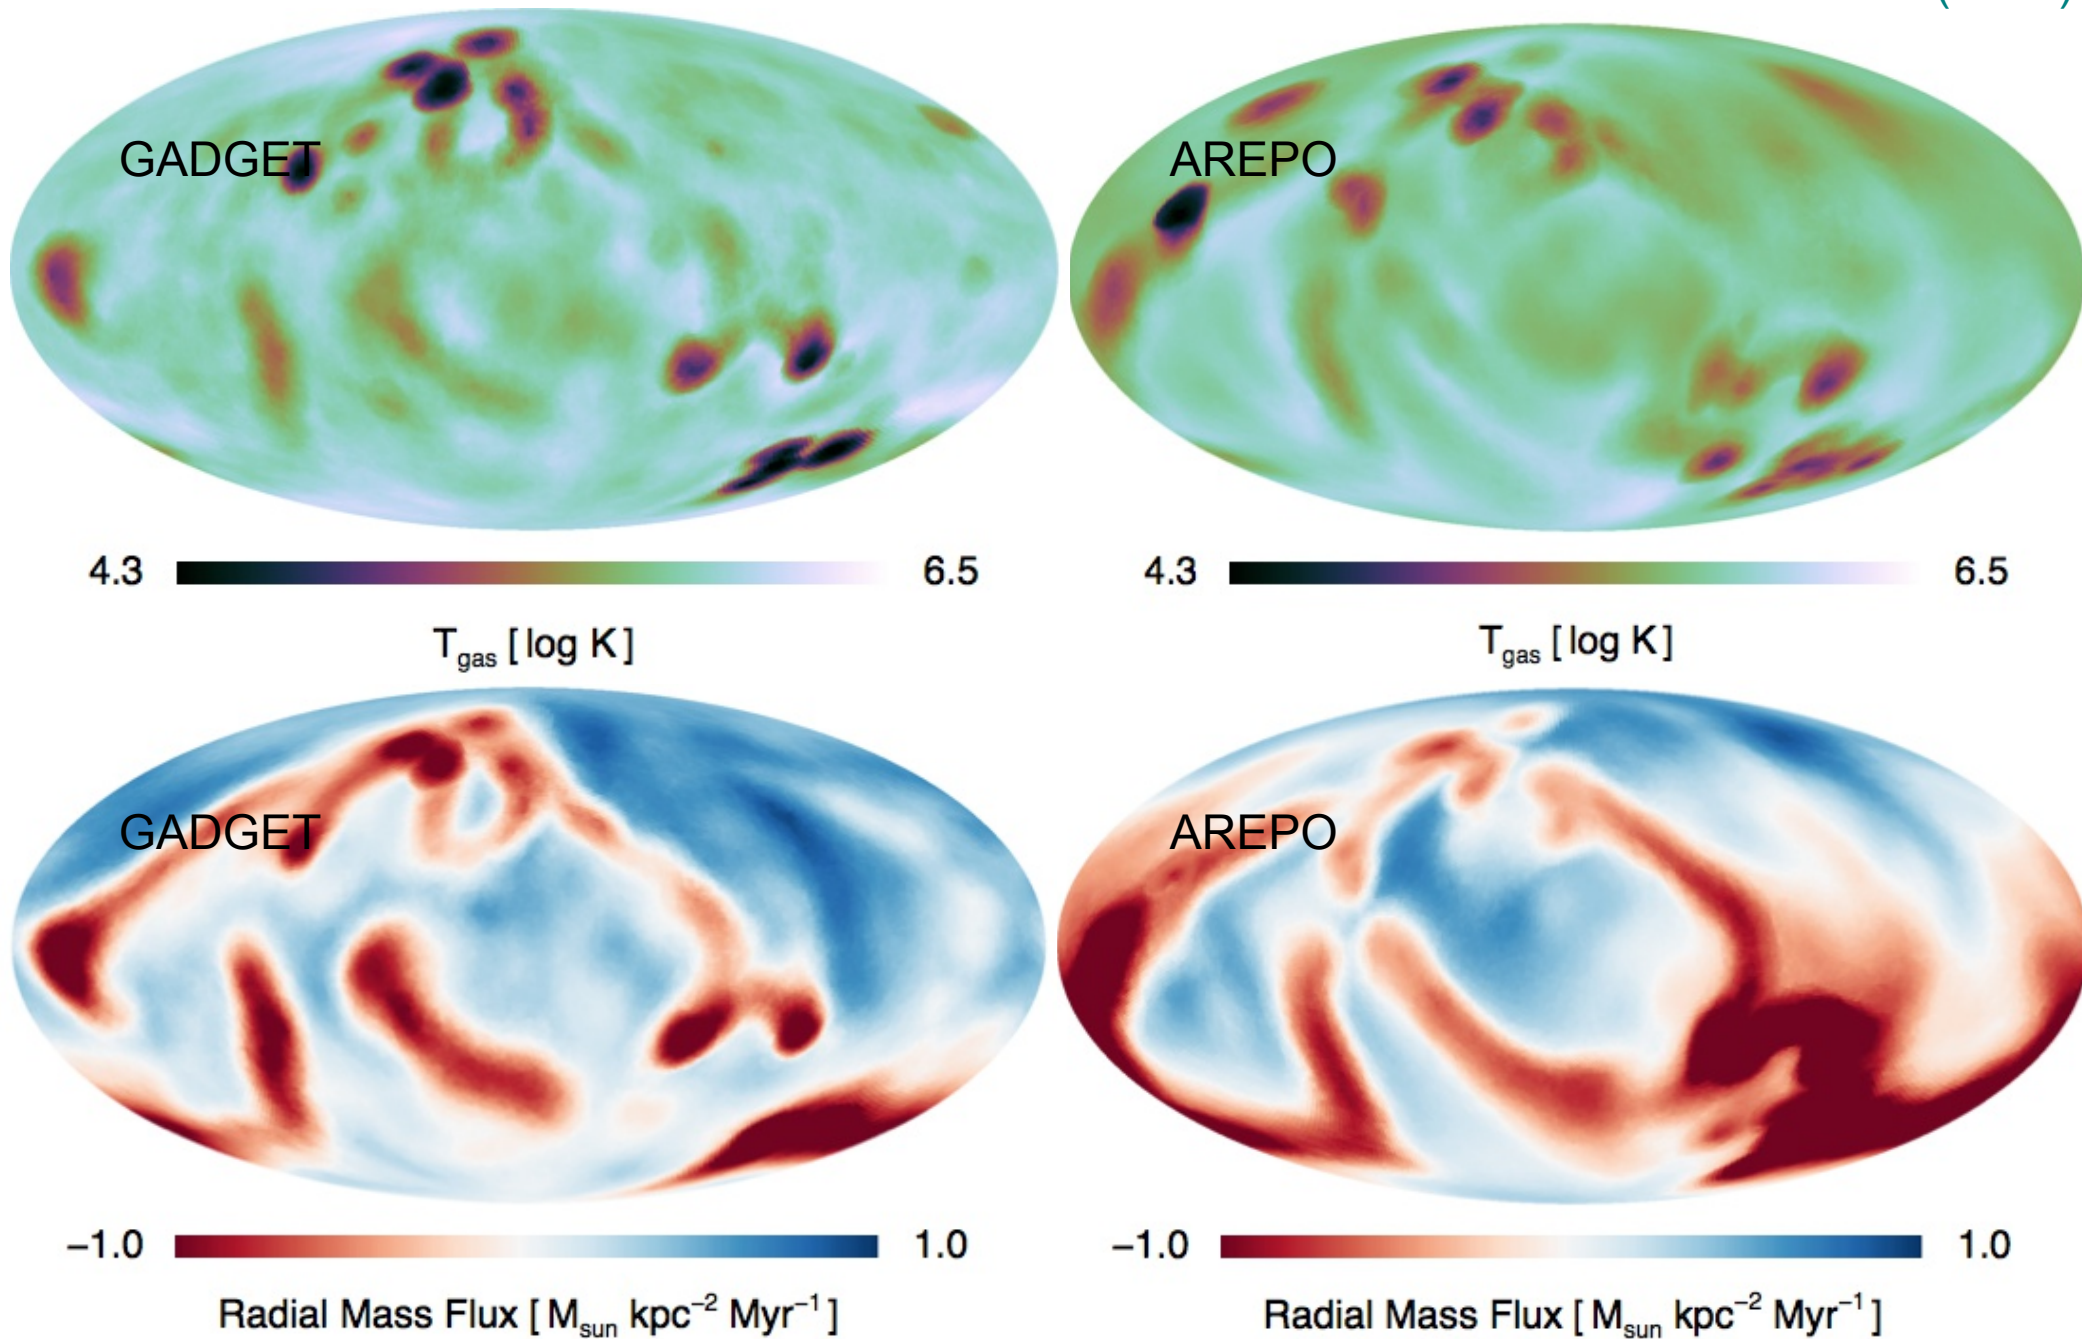 GADGET
AREPO
4.3 6.5
4.3 6.5
T_gas [ log K ]
T_gas [ log K ]
GADGET
AREPO
−1.0 1.0
−1.0 1.0
Radial Mass Flux [ M_sun kpc⁻² Myr⁻¹ ]
Radial Mass Flux [ M_sun kpc⁻² Myr⁻¹ ]